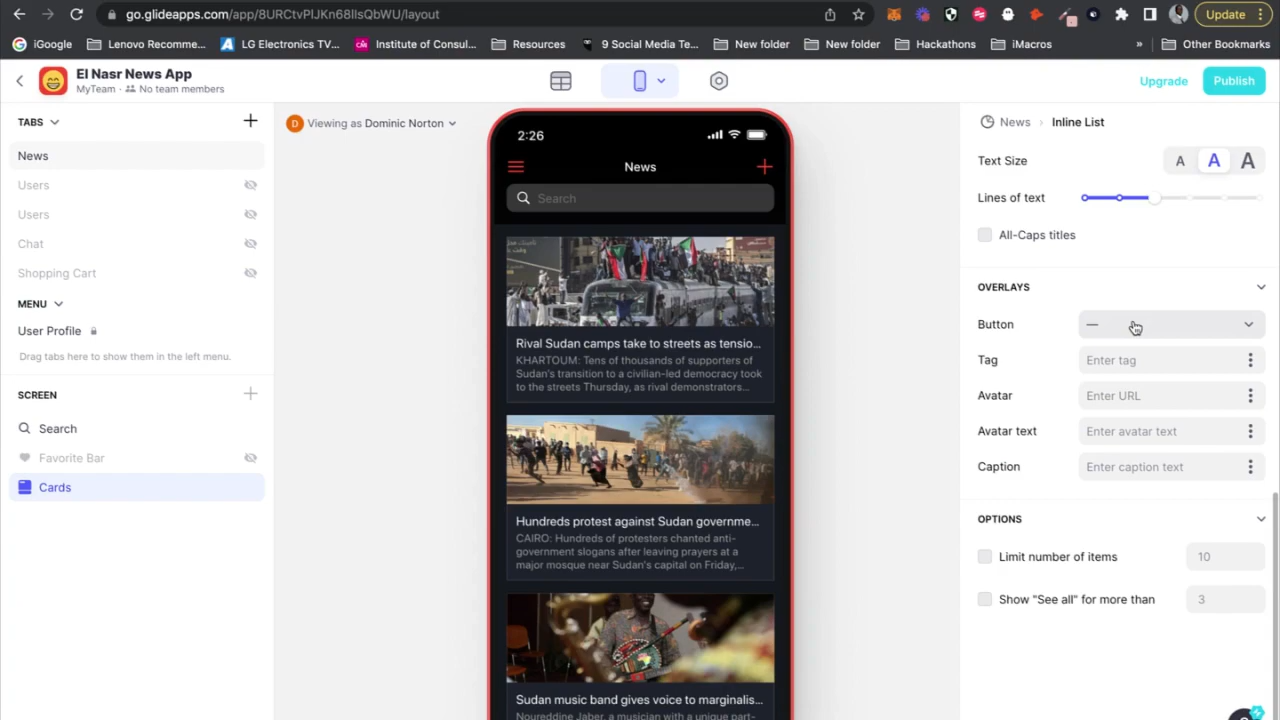 go.glideapps.com/app/8URCtvPlJKn68IlsQbWU/layout
Update
iGoogle
Lenovo Recomme...
LG Electronics TV...
Institute of Consul...
Resources
9 Social Media Te...
New folder
New folder
Hackathons
iMacros
»
Other Bookmarks
El Nasr News App
MyTeam · No team members
Upgrade
Publish
TABS
News
Users
Users
Chat
Shopping Cart
MENU
User Profile
Drag tabs here to show them in the left menu.
SCREEN
Search
Favorite Bar
Cards
D Viewing as Dominic Norton
2:26
News
Search
Rival Sudan camps take to streets as tensio...
KHARTOUM: Tens of thousands of supporters of
Sudan's transition to a civilian-led democracy took
to the streets Thursday, as rival demonstrators...
Hundreds protest against Sudan governme...
CAIRO: Hundreds of protesters chanted anti-
government slogans after leaving prayers at a
major mosque near Sudan's capital on Friday,...
Sudan music band gives voice to marginalis...
Noureddine Jaber, a musician with a unique part-
News › Inline List
Text Size
A A A
Lines of text
All-Caps titles
OVERLAYS
Button —
Tag Enter tag
Avatar Enter URL
Avatar text Enter avatar text
Caption Enter caption text
OPTIONS
Limit number of items 10
Show "See all" for more than 3